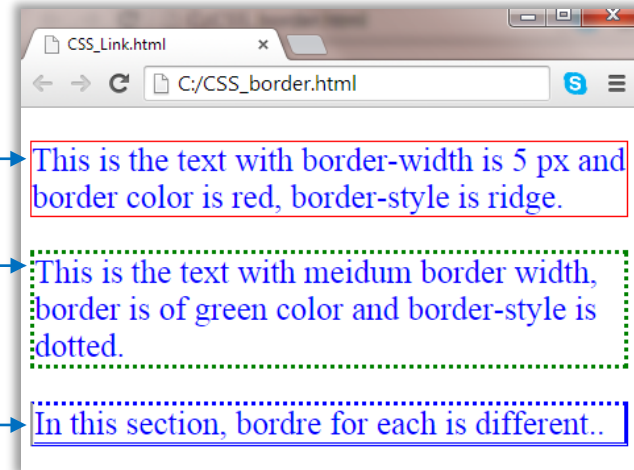 CSS_Link.html
C:/CSS_border.html
This is the text with border-width is 5 px and
border color is red, border-style is ridge.
This is the text with meidum border width,
border is of green color and border-style is
dotted.
In this section, bordre for each is different..